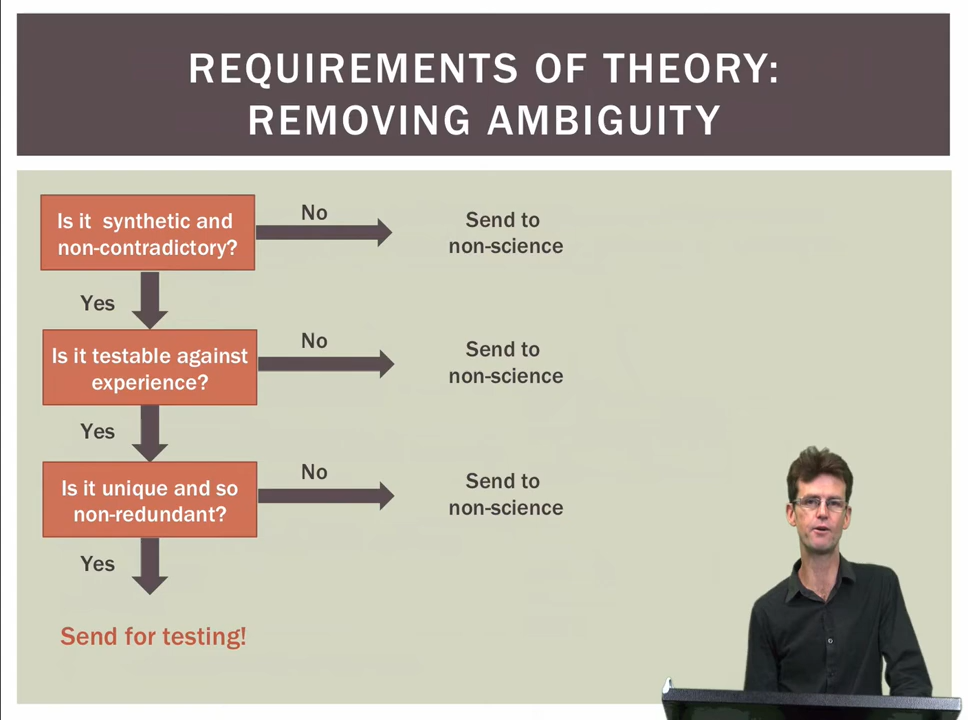 REQUIREMENTS OF THEORY:
REMOVING AMBIGUITY
Is it synthetic and
non-contradictory?
No
Send to
non-science
Yes
Is it testable against
experience?
No
Send to
non-science
Yes
Is it unique and so
non-redundant?
No
Send to
non-science
Yes
Send for testing!